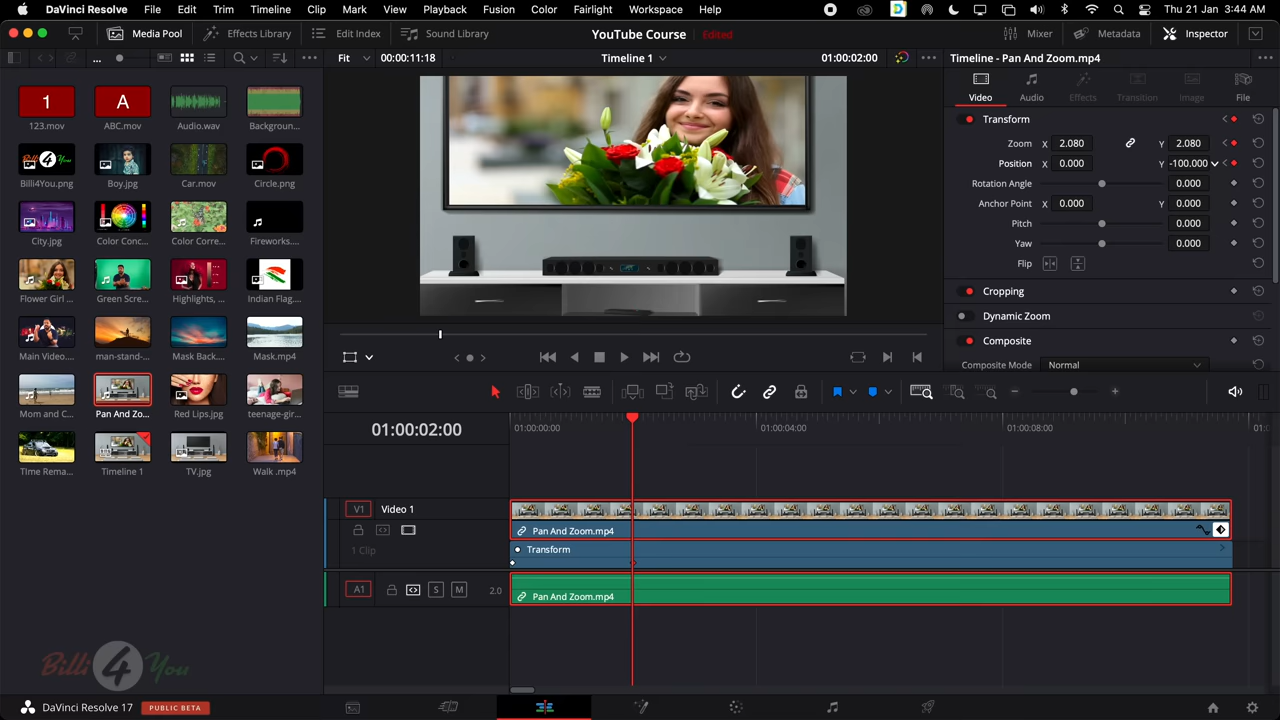 DaVinci Resolve File Edit Trim Timeline Clip Mark View Playback Fusion Color Fairlight Workspace Help Thu 21 Jan 3:44 AM
Media Pool Effects Library Edit Index Sound Library YouTube Course Edited Mixer Metadata Inspector
... Fit 00:00:11:18 Timeline 1 01:00:02:00 ••• Timeline - Pan And Zoom.mp4 •••
Video Audio Effects Transition Image File
Transform
Zoom X 2.080 Y 2.080
Position X 0.000 Y -100.000
Rotation Angle 0.000
Anchor Point X 0.000 Y 0.000
Pitch 0.000
Yaw 0.000
Flip
Cropping
Dynamic Zoom
Composite
Composite Mode Normal
1 A
123.mov ABC.mov Audio.wav Backgroun...
Billi 4 You
Billi4You.png Boy.jpg Car.mov Circle.png
City.jpg Color Conc... Color Corre... Fireworks....
Flower Girl ... Green Scre... Highlights, ... Indian Flag....
Main Video.... man-stand-... Mask Back.... Mask.mp4
Mom and C... Pan And Zo... Red Lips.jpg teenage-gir...
TIme Rema... Timeline 1 TV.jpg Walk .mp4
01:00:02:00 01:00:00:00 01:00:04:00 01:00:08:00 01:0
V1 Video 1
Pan And Zoom.mp4
1 Clip Transform
A1 S M 2.0 Pan And Zoom.mp4
Billi 4 You
DaVinci Resolve 17 PUBLIC BETA